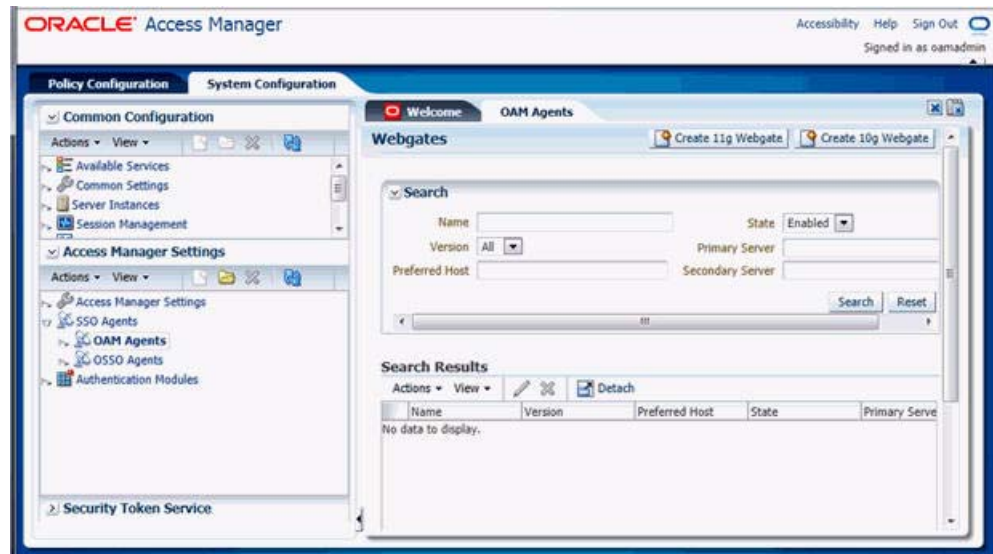 ORACLE Access Manager
Accessibility Help Sign Out
Signed in as oamadmin
Policy Configuration System Configuration
Common Configuration
Actions View
Available Services
Common Settings
Server Instances
Session Management
Access Manager Settings
Actions View
Access Manager Settings
SSO Agents
OAM Agents
OSSO Agents
Authentication Modules
Security Token Service
Welcome OAM Agents
Webgates Create 11g Webgate Create 10g Webgate
Search
Name State Enabled
Version All Primary Server
Preferred Host Secondary Server
Search Reset
Search Results
Actions View Detach
Name Version Preferred Host State Primary Serve
No data to display.